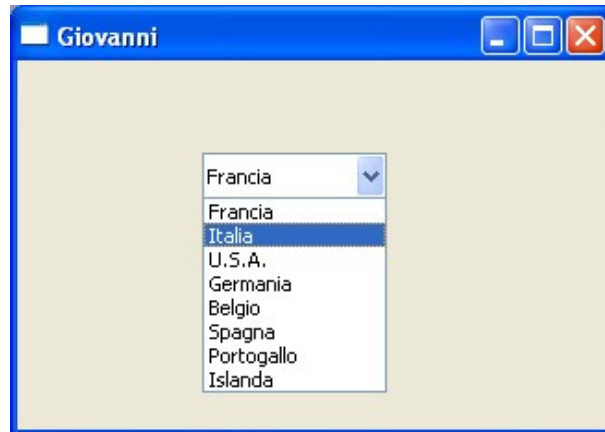 Giovanni
Francia
Francia
Italia
U.S.A.
Germania
Belgio
Spagna
Portogallo
Islanda